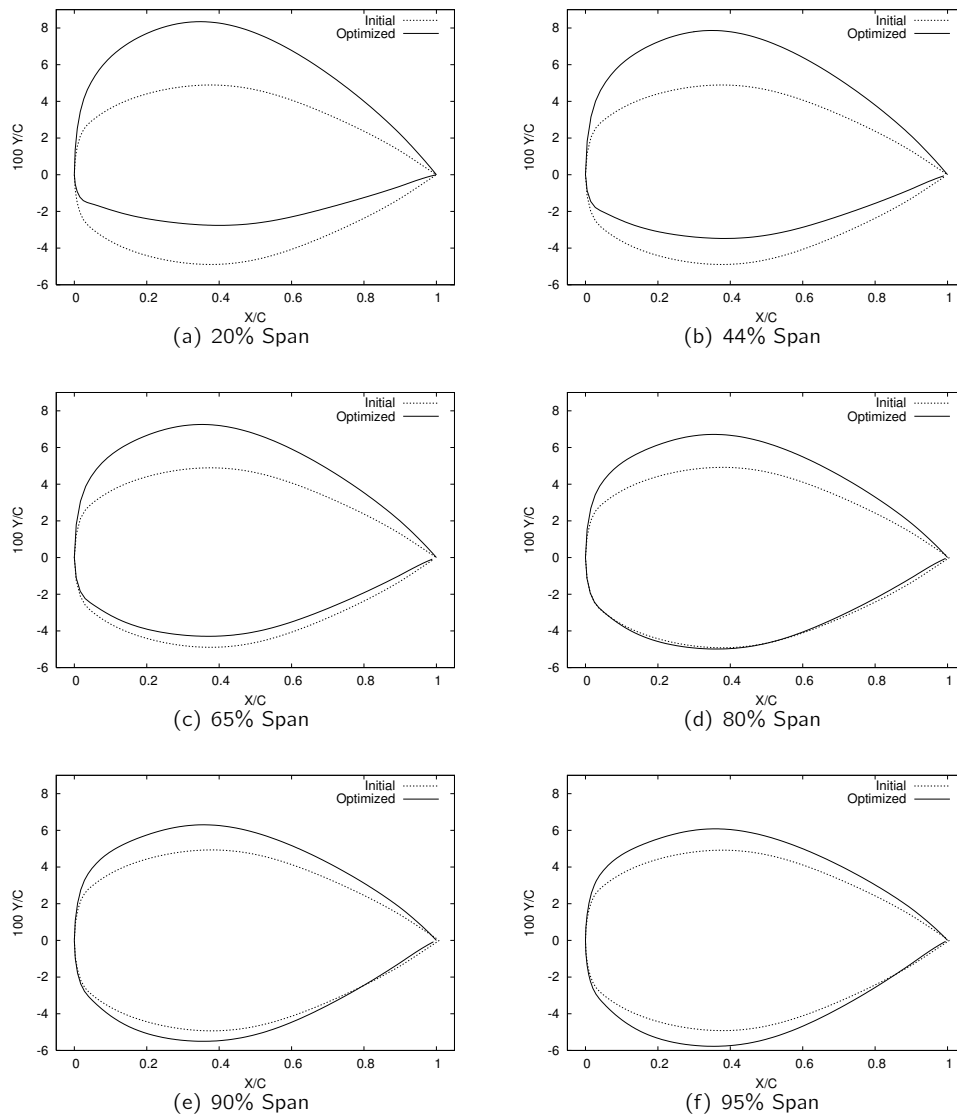 Initial
Optimized
8
6
4
2
0
-2
-4
-6
100 Y/C
0 0.2 0.4 0.6 0.8 1
X/C
(a) 20% Span
Initial
Optimized
8
6
4
2
0
-2
-4
-6
100 Y/C
0 0.2 0.4 0.6 0.8 1
X/C
(b) 44% Span
Initial
Optimized
8
6
4
2
0
-2
-4
-6
100 Y/C
0 0.2 0.4 0.6 0.8 1
X/C
(c) 65% Span
Initial
Optimized
8
6
4
2
0
-2
-4
-6
100 Y/C
0 0.2 0.4 0.6 0.8 1
X/C
(d) 80% Span
Initial
Optimized
8
6
4
2
0
-2
-4
-6
100 Y/C
0 0.2 0.4 0.6 0.8 1
X/C
(e) 90% Span
Initial
Optimized
8
6
4
2
0
-2
-4
-6
100 Y/C
0 0.2 0.4 0.6 0.8 1
X/C
(f) 95% Span